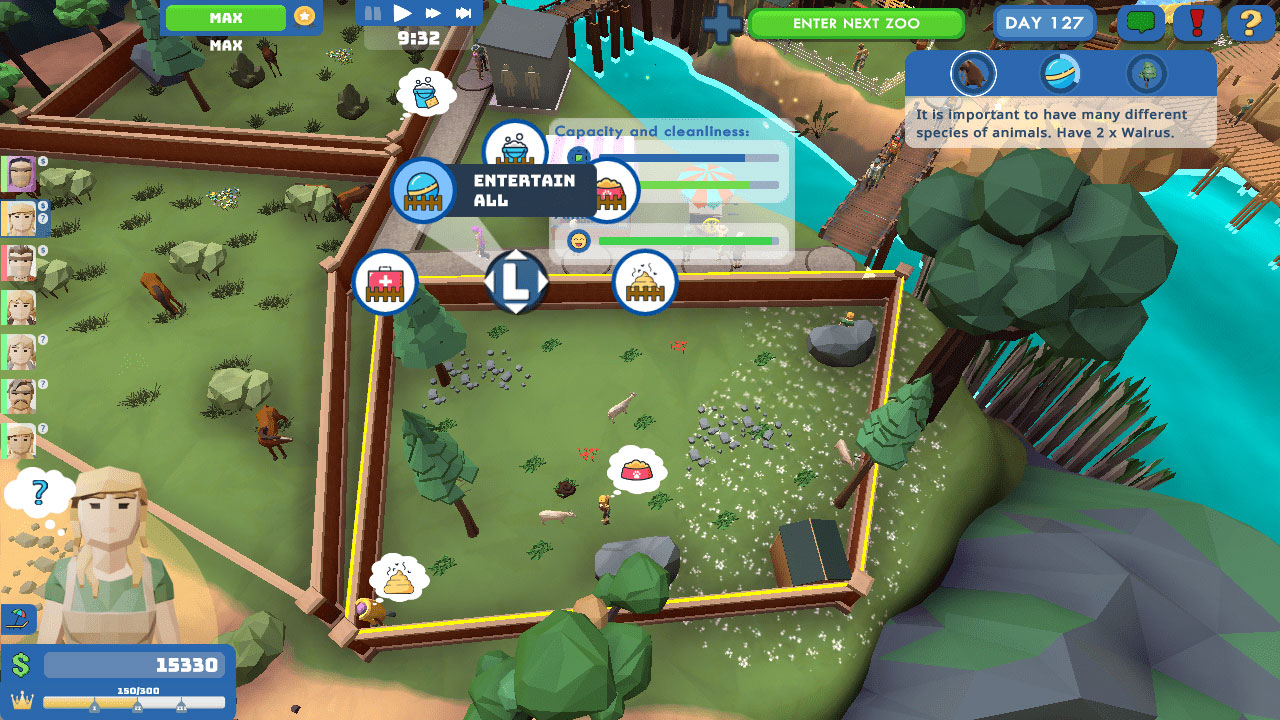 MAX
MAX
9:32
ENTER NEXT ZOO
DAY 127
It is important to have many different
species of animals. Have 2 x Walrus.
Capacity and cleanliness:
ENTERTAIN
ALL
L
$
15330
150/300